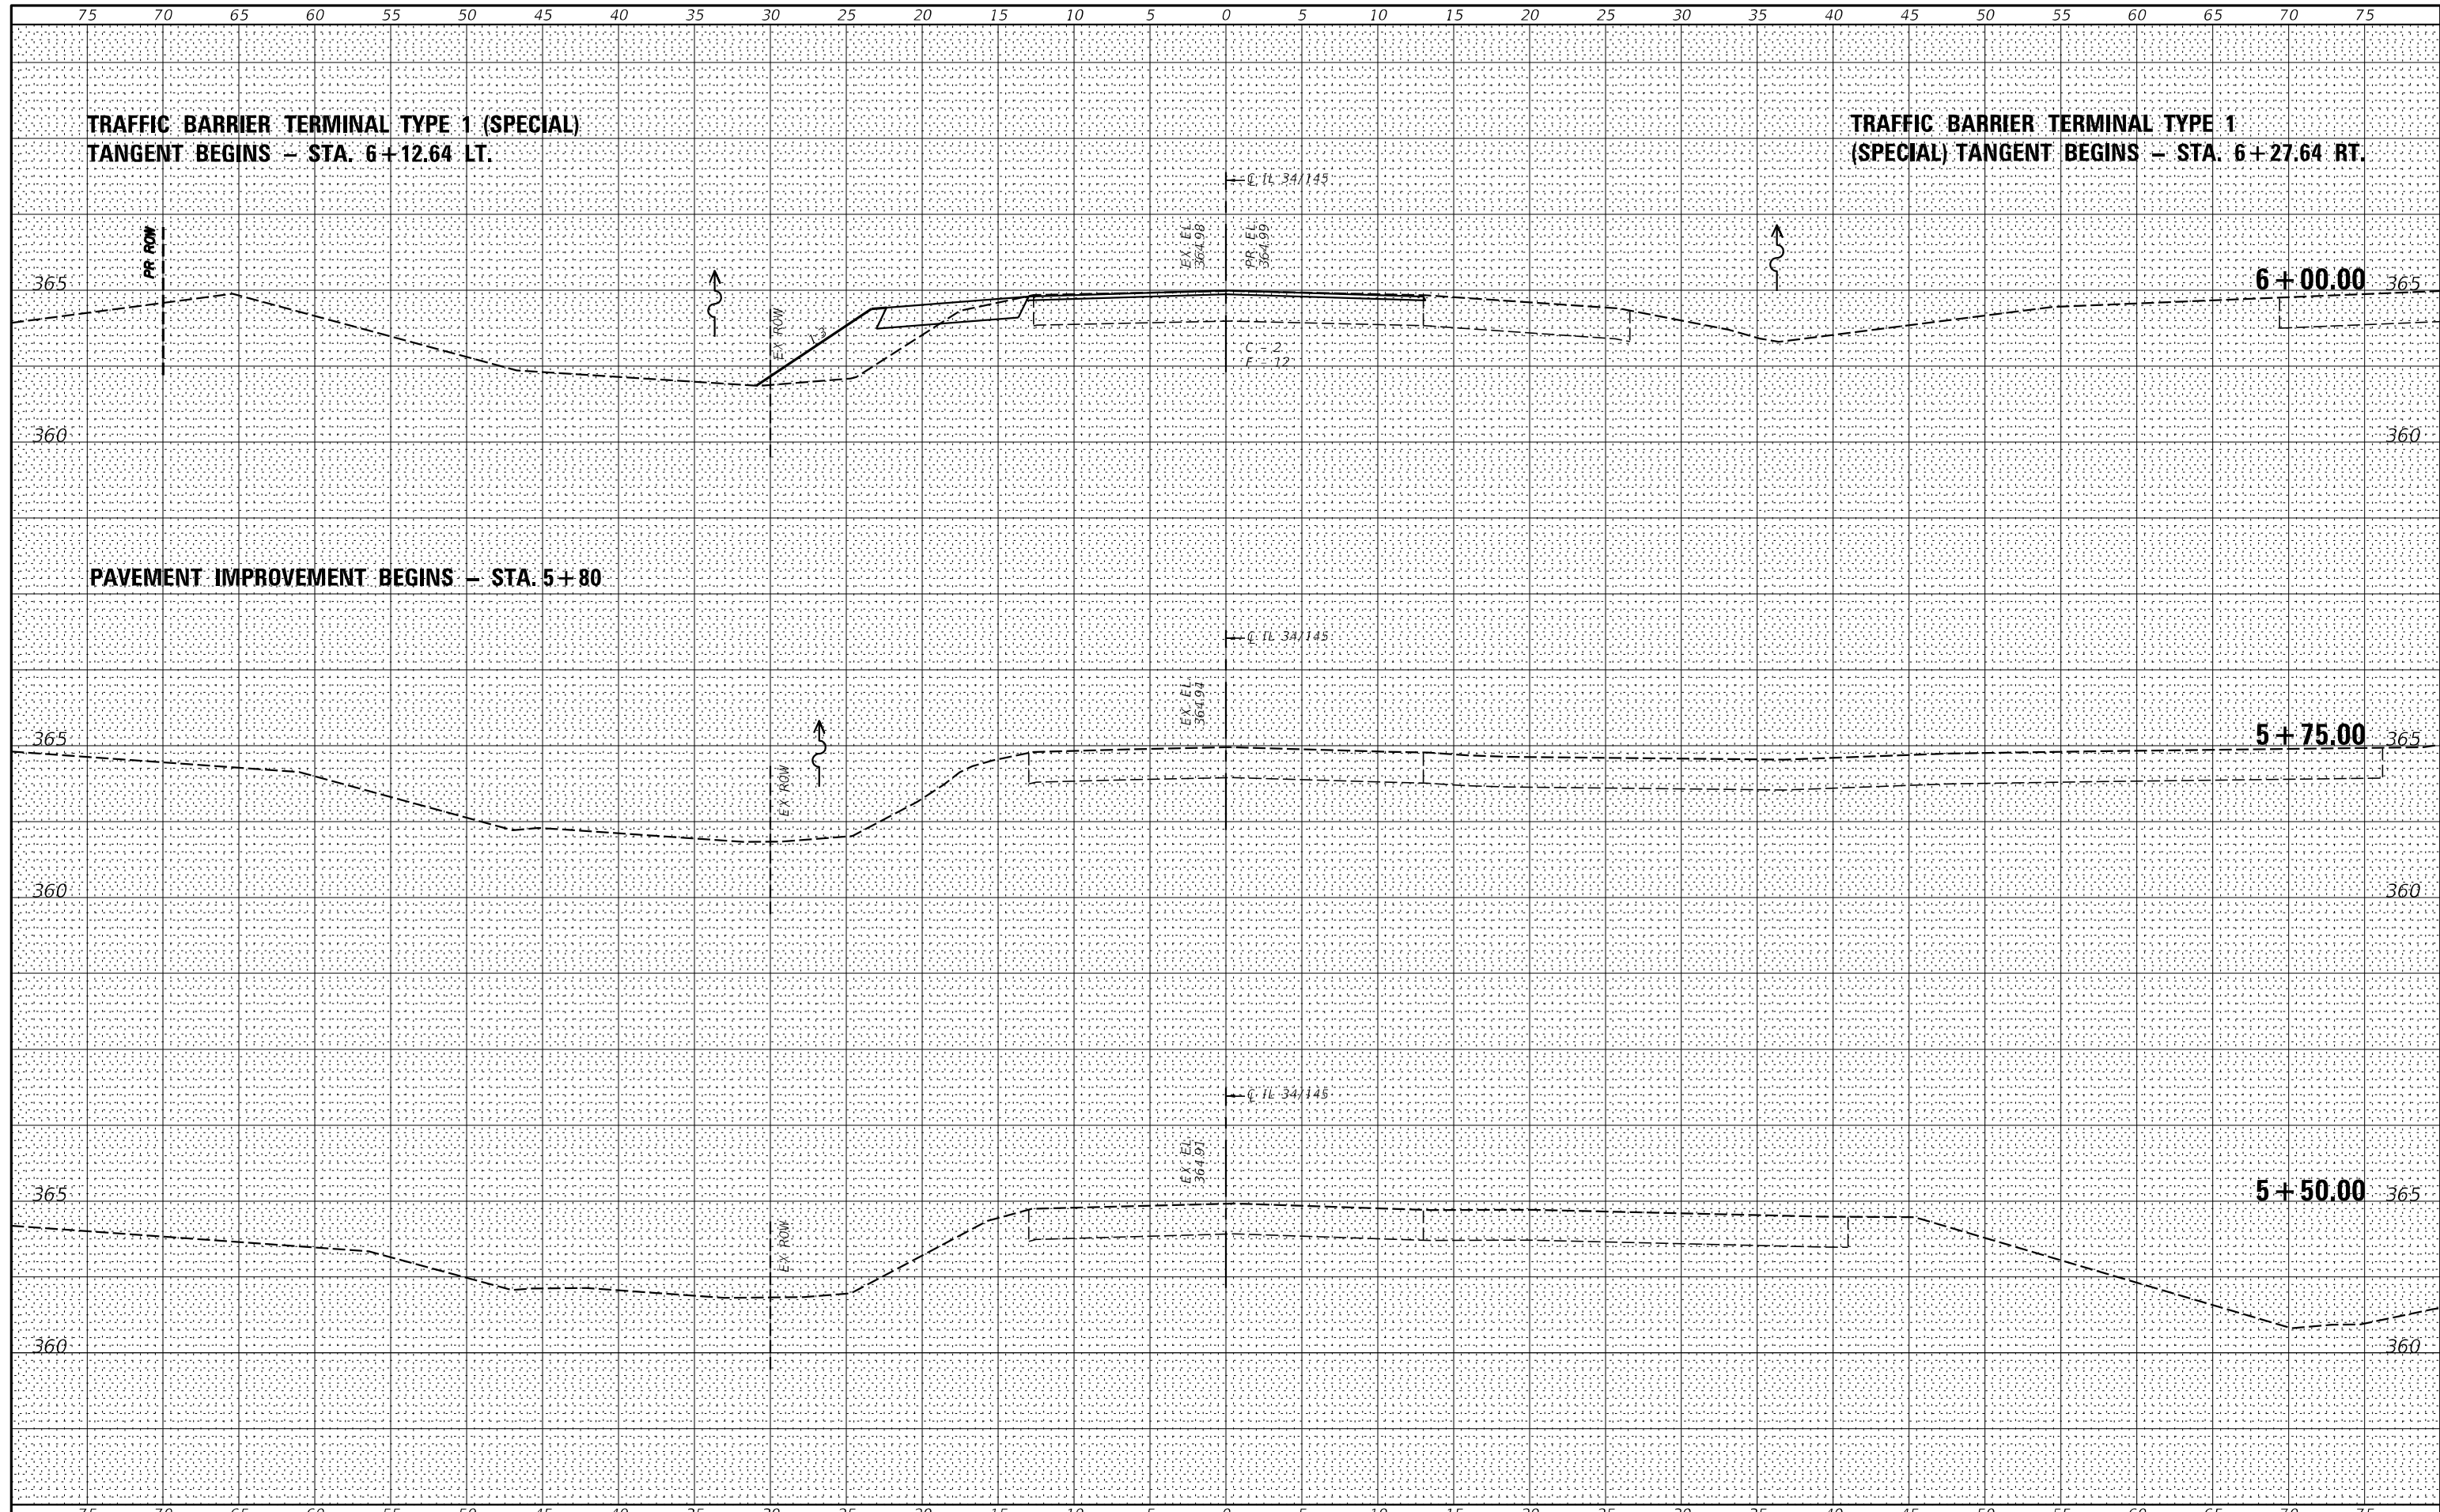 75 70 65 60 55 50 45 40 35 30 25 20 15 10 5 0 5 10 15 20 25 30 35 40 45 50 55 60 65 70 75
TRAFFIC BARRIER TERMINAL TYPE 1 (SPECIAL)
TANGENT BEGINS – STA. 6+12.64 LT.
TRAFFIC BARRIER TERMINAL TYPE 1
(SPECIAL) TANGENT BEGINS – STA. 6+27.64 RT.
℄ IL 34/145
PR ROW
EX. EL.
364.98
PR. EL.
364.99
365
6+00.00 365
EX ROW
C - 2
F - 12
360 360
PAVEMENT IMPROVEMENT BEGINS – STA. 5+80
℄ IL 34/145
EX. EL.
364.94
365
5+75.00 365
EX ROW
360 360
℄ IL 34/145
EX. EL.
364.91
365
5+50.00 365
EX ROW
360 360
75 70 65 60 55 50 45 40 35 30 25 20 15 10 5 0 5 10 15 20 25 30 35 40 45 50 55 60 65 70 75